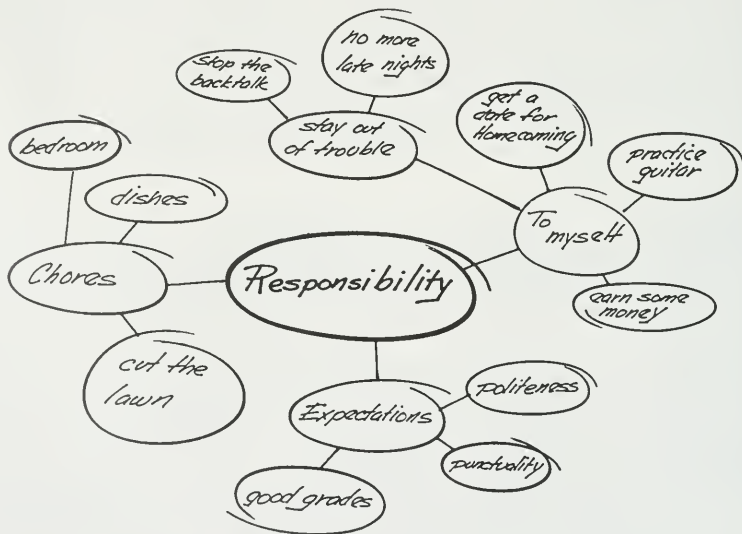 no more
late nights
stop the
backtalk
get a
date for
Homecoming
stay out
of trouble
practice
guitar
bedroom
dishes
To
myself
Chores
Responsibility
earn some
money
cut the
lawn
politeness
Expectations
punctuality
good grades